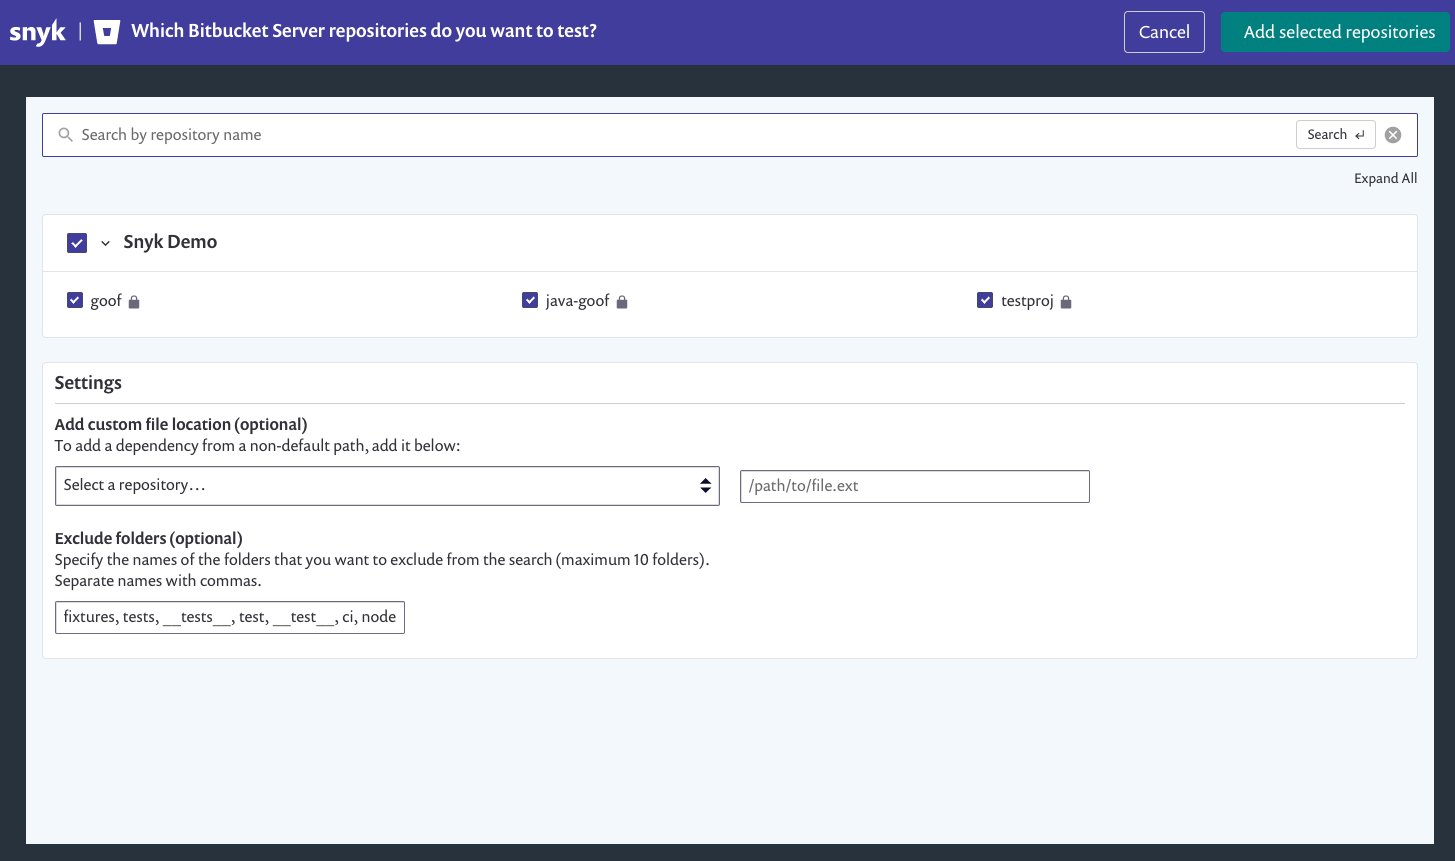 snyk | Which Bitbucket Server repositories do you want to test? Cancel Add selected repositories
Search by repository name Search ↵
Expand All
Snyk Demo
goof java-goof testproj
Settings
Add custom file location (optional)
To add a dependency from a non-default path, add it below:
Select a repository... /path/to/file.ext
Exclude folders (optional)
Specify the names of the folders that you want to exclude from the search (maximum 10 folders).
Separate names with commas.
fixtures, tests, __tests__, test, __test__, ci, node